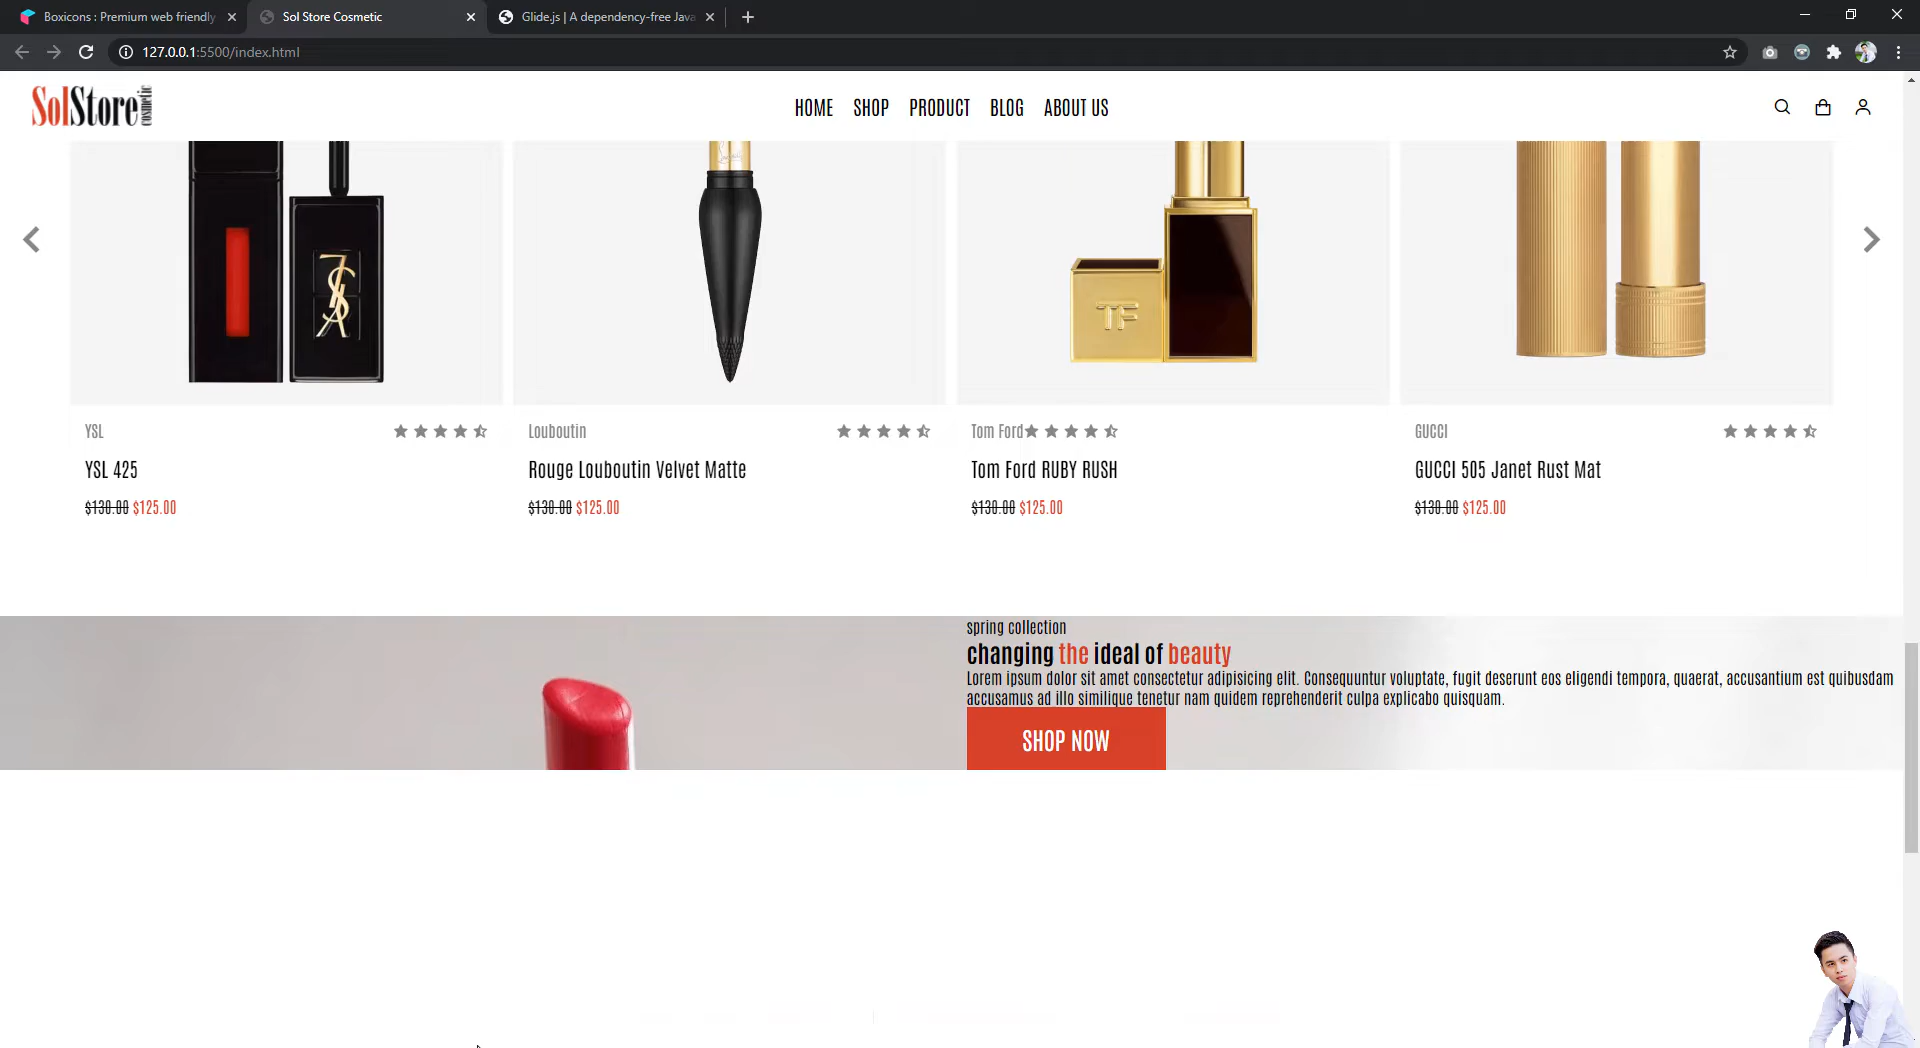 Boxicons : Premium web friendly
Sol Store Cosmetic
Glide.js | A dependency-free Java
127.0.0.1:5500/index.html
SolStore cosmetic
HOME SHOP PRODUCT BLOG ABOUT US
YSL
TF
YSL
Louboutin
Tom Ford
GUCCI
YSL 425
Rouge Louboutin Velvet Matte
Tom Ford RUBY RUSH
GUCCI 505 Janet Rust Mat
$130.00 $125.00
$130.00 $125.00
$130.00 $125.00
$130.00 $125.00
spring collection
changing the ideal of beauty
Lorem ipsum dolor sit amet consectetur adipisicing elit. Consequuntur voluptate, fugit deserunt eos eligendi tempora, quaerat, accusantium est quibusdam
accusamus ad illo similique tenetur nam quidem reprehenderit culpa explicabo quisquam.
SHOP NOW